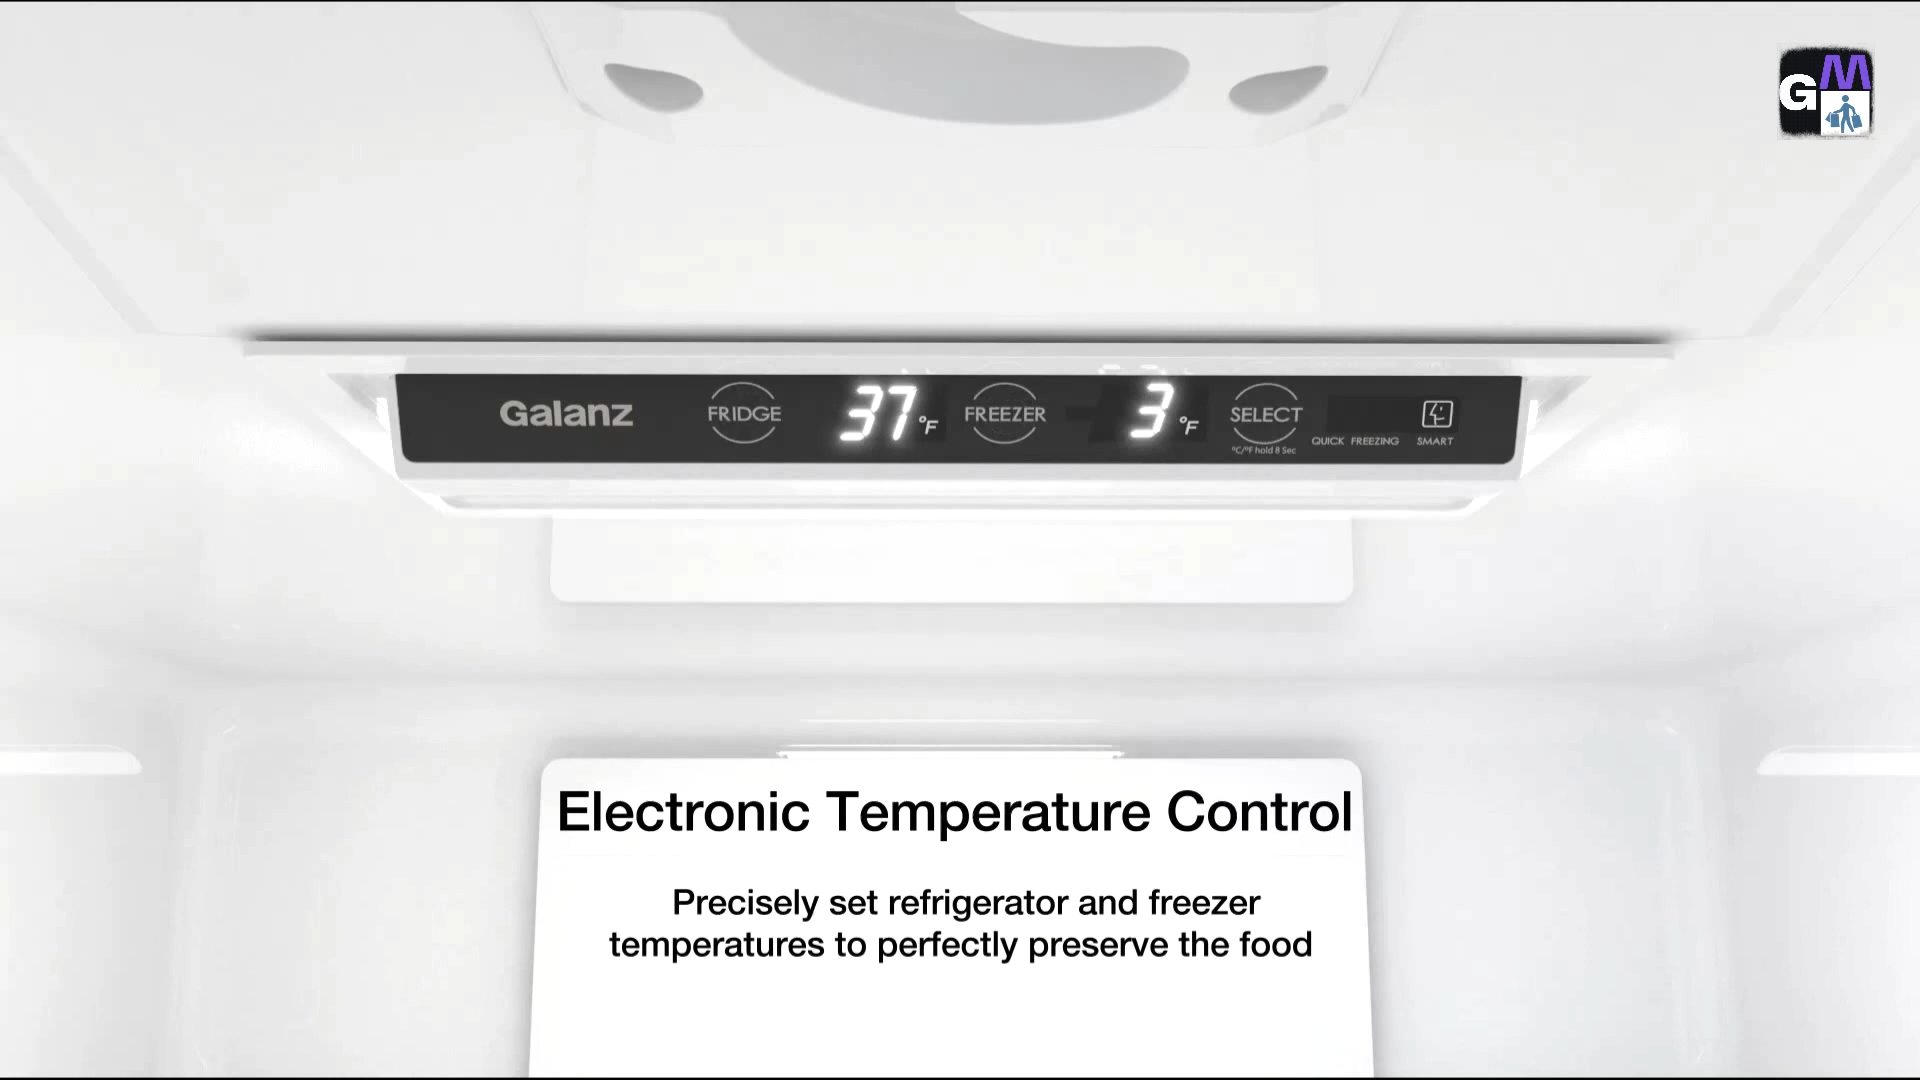 GM
Galanz
FRIDGE
37 °F
FREEZER
3 °F
SELECT
°C/°F hold 8 Sec
QUICK FREEZING
SMART
Electronic Temperature Control
Precisely set refrigerator and freezer
temperatures to perfectly preserve the food